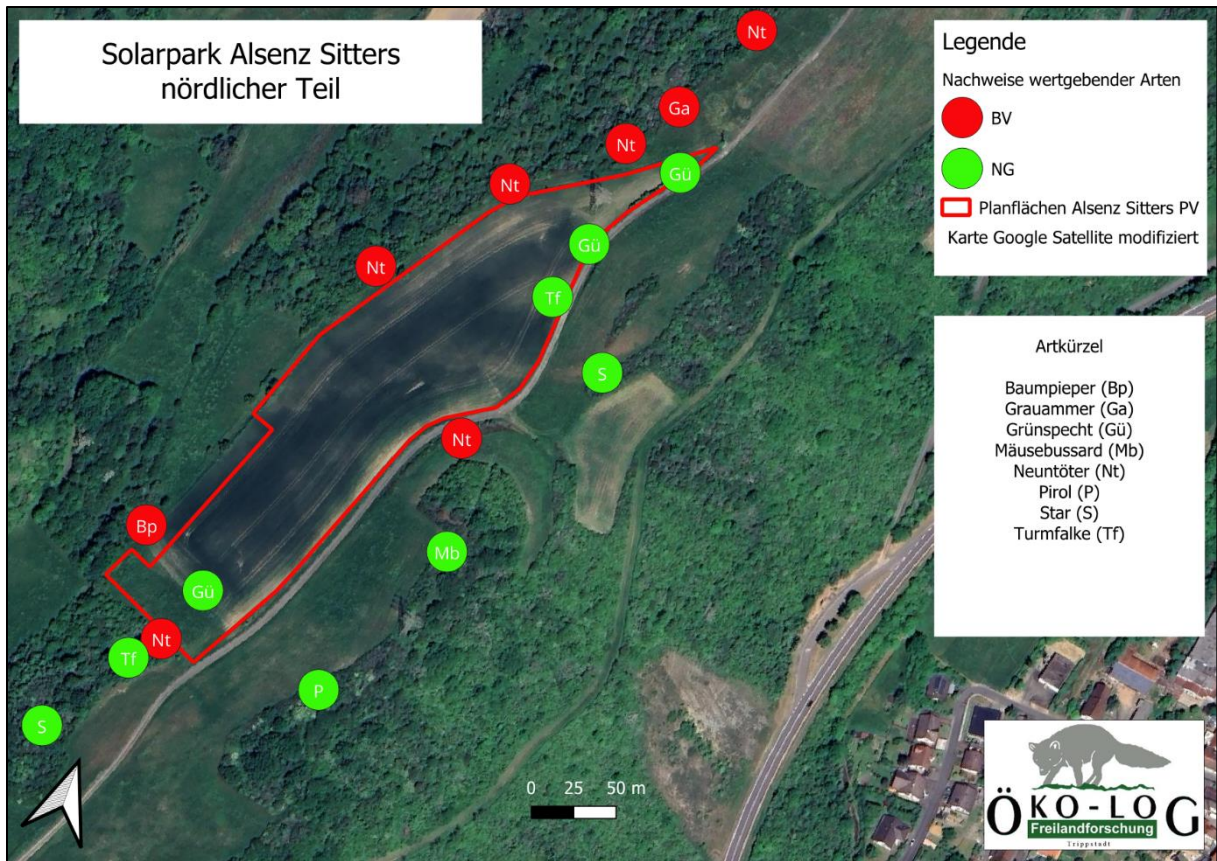 Solarpark Alsenz Sitters
nördlicher Teil
Legende
Nachweise wertgebender Arten
BV
NG
Planflächen Alsenz Sitters PV
Karte Google Satellite modifiziert
Artkürzel
Baumpieper (Bp)
Grauammer (Ga)
Grünspecht (Gü)
Mäusebussard (Mb)
Neuntöter (Nt)
Pirol (P)
Star (S)
Turmfalke (Tf)
Nt
Ga
Nt
Gü
Nt
Gü
Nt
Tf
S
Nt
Bp
Mb
Gü
Nt
Tf
P
S
0 25 50 m
ÖKO-LOG
Freilandforschung
Trippstadt